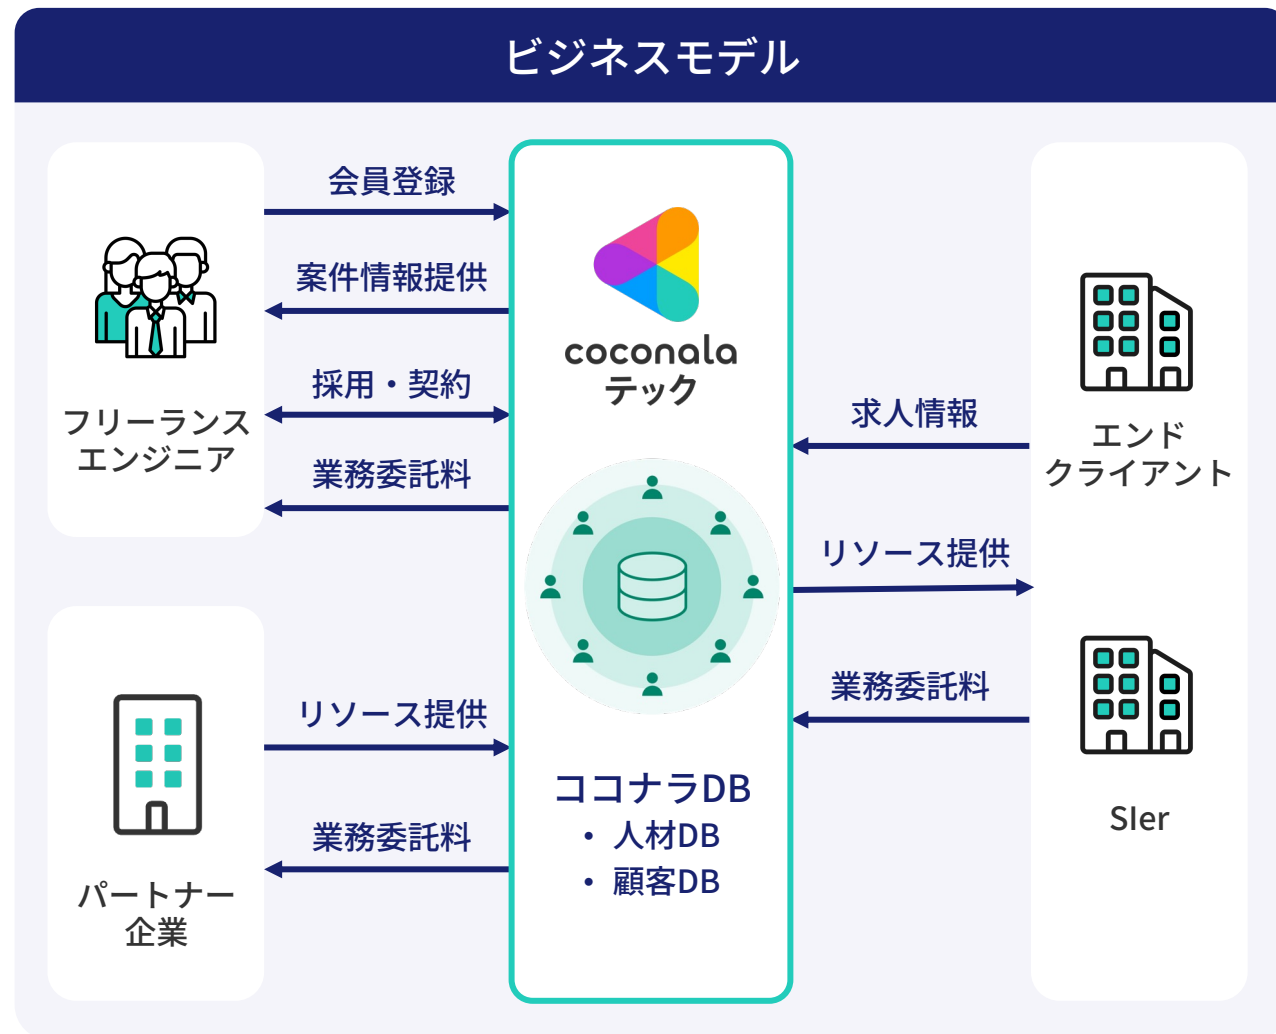 ビジネスモデル
会員登録
案件情報提供
採用・契約
業務委託料
フリーランス
エンジニア
リソース提供
業務委託料
パートナー
企業
coconala
テック
ココナラDB
・ 人材DB
・ 顧客DB
求人情報
リソース提供
業務委託料
エンド
クライアント
SIer